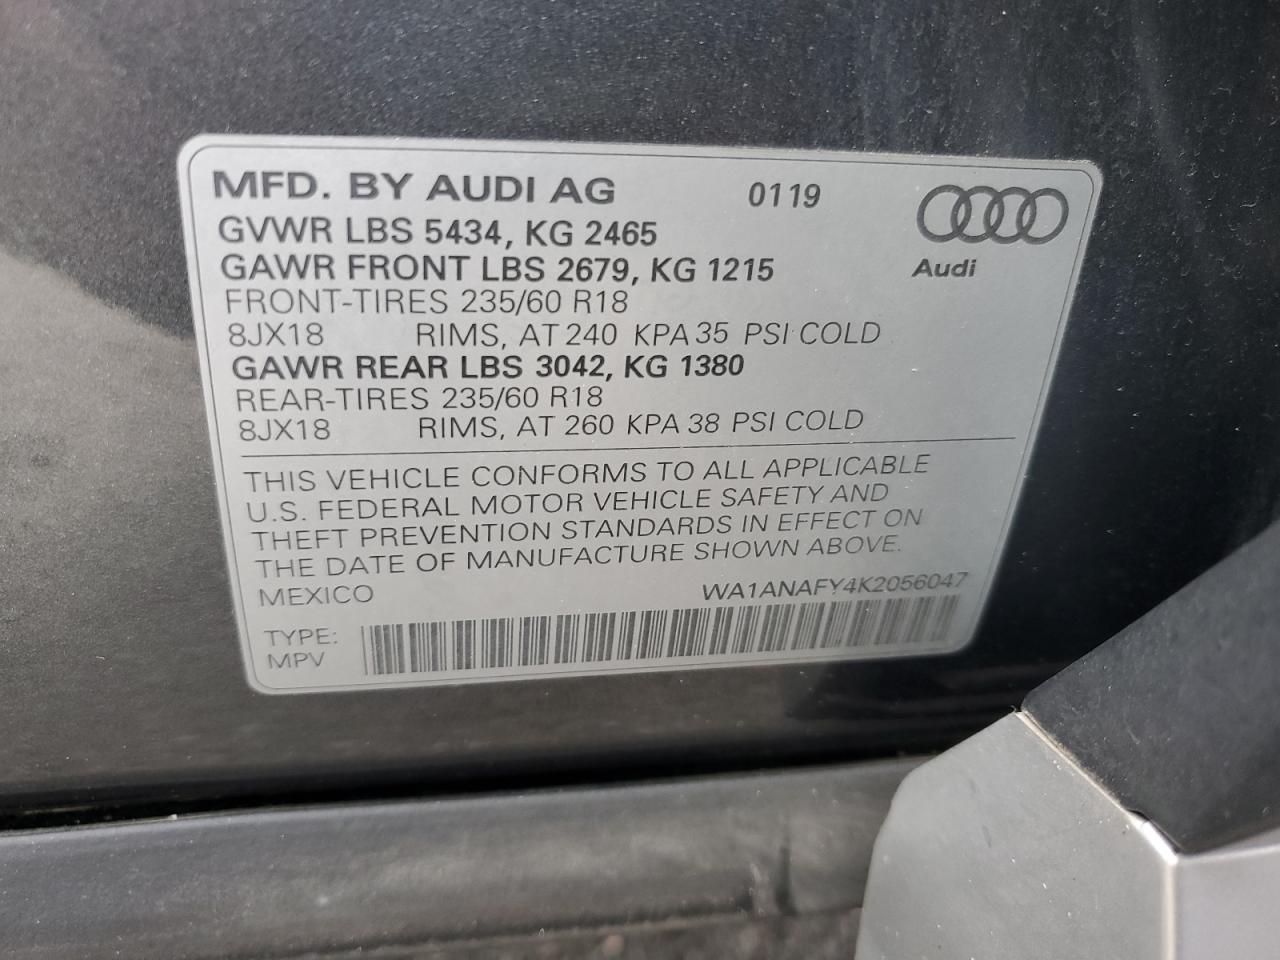 MFD. BY AUDI AG 0119
GVWR LBS 5434, KG 2465
GAWR FRONT LBS 2679, KG 1215
Audi
FRONT-TIRES 235/60 R18
8JX18 RIMS, AT 240 KPA 35 PSI COLD
GAWR REAR LBS 3042, KG 1380
REAR-TIRES 235/60 R18
8JX18 RIMS, AT 260 KPA 38 PSI COLD
THIS VEHICLE CONFORMS TO ALL APPLICABLE
U.S. FEDERAL MOTOR VEHICLE SAFETY AND
THEFT PREVENTION STANDARDS IN EFFECT ON
THE DATE OF MANUFACTURE SHOWN ABOVE.
MEXICO WA1ANAFY4K2056047
TYPE:
MPV